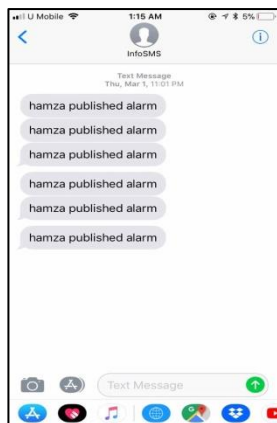 U Mobile 1:15 AM 5%
InfoSMS
Text Message
Thu, Mar 1, 11:01 PM
hamza published alarm
hamza published alarm
hamza published alarm
hamza published alarm
hamza published alarm
hamza published alarm
Text Message